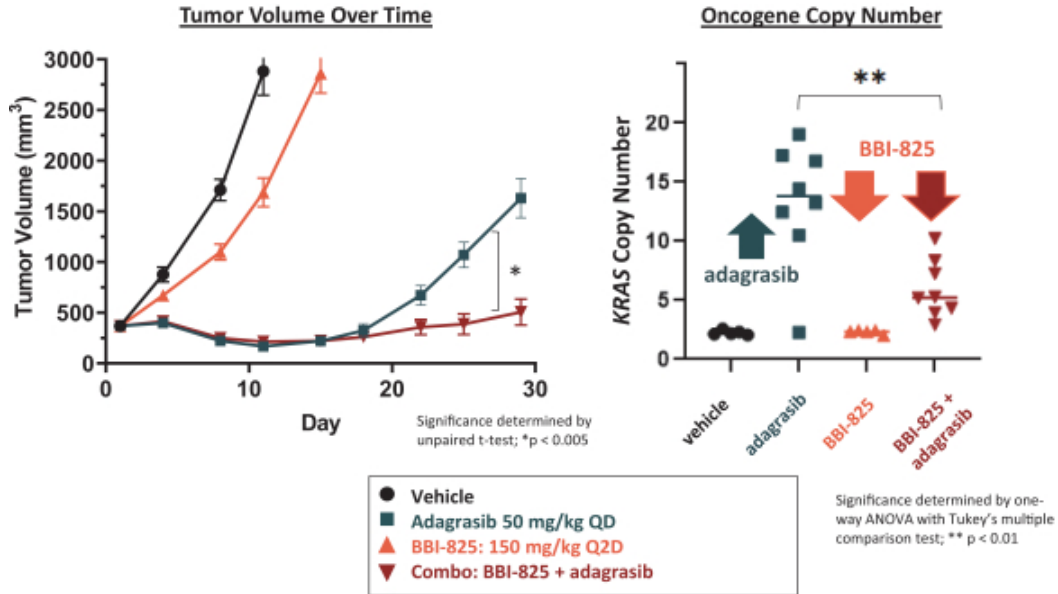 Tumor Volume Over Time
3000
2500
2000
1500
1000
500
0
Tumor Volume (mm³)
*
0
10
20
30
Day
Significance determined by
unpaired t-test; *p < 0.005
Oncogene Copy Number
**
20
15
10
5
0
KRAS Copy Number
BBI-825
adagrasib
vehicle
adagrasib
BBI-825
BBI-825 +
adagrasib
Significance determined by one-
way ANOVA with Tukey's multiple
comparison test; ** p < 0.01
Vehicle
Adagrasib 50 mg/kg QD
BBI-825: 150 mg/kg Q2D
Combo: BBI-825 + adagrasib